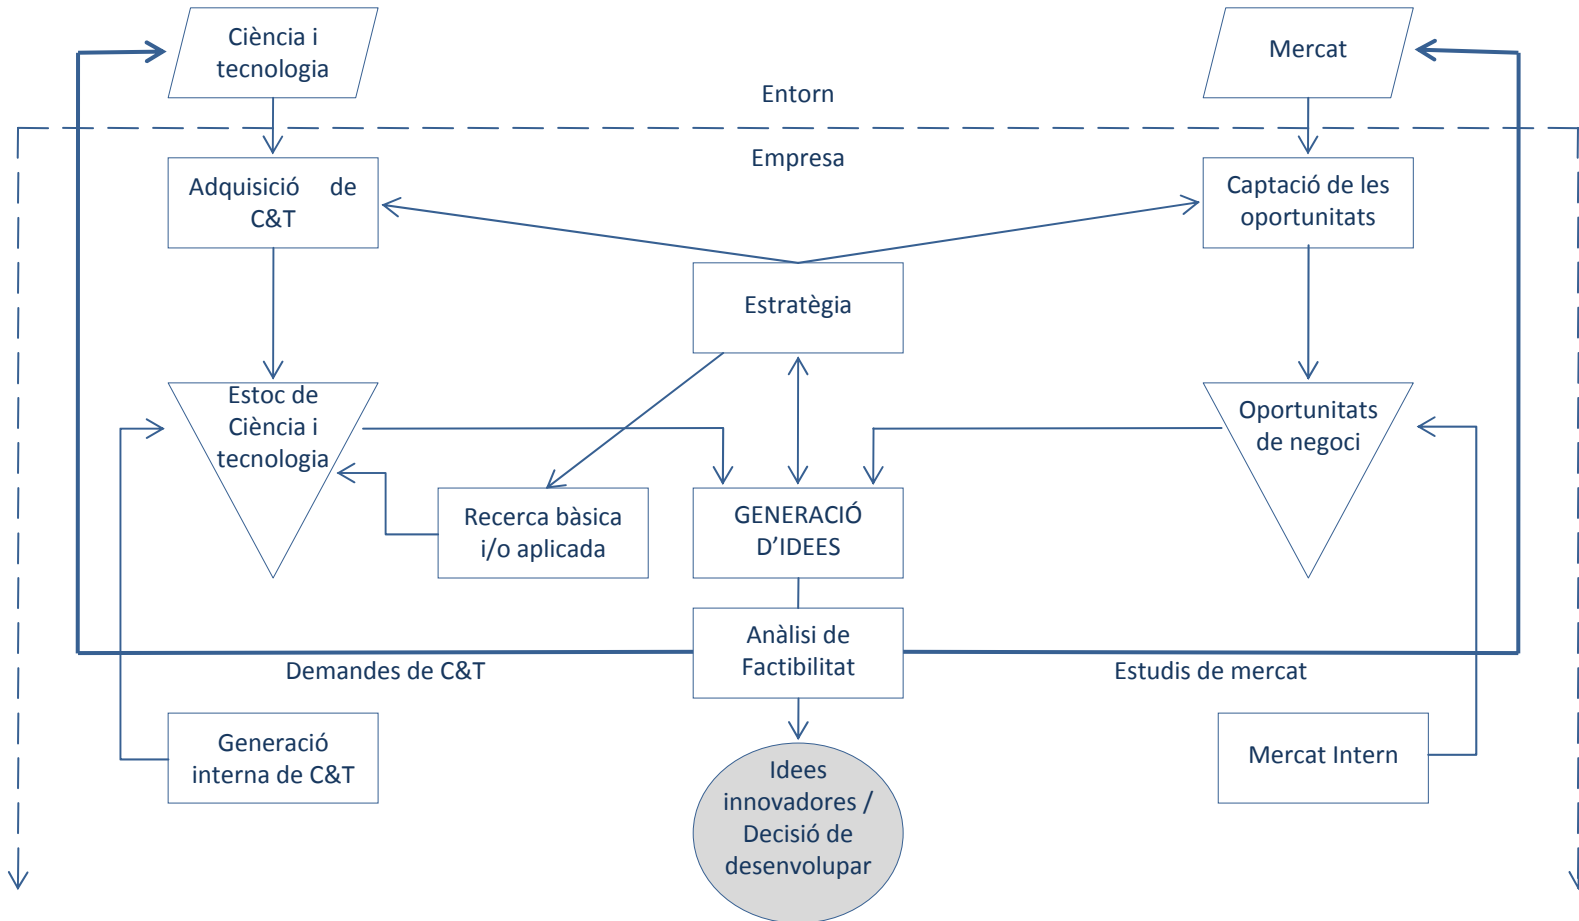 Ciència i
tecnologia
Mercat
Entorn
Empresa
Adquisició de
C&T
Captació de les
oportunitats
Estratègia
Estoc de
Ciència i
tecnologia
Oportunitats
de negoci
Recerca bàsica
i/o aplicada
GENERACIÓ
D’IDEES
Anàlisi de
Factibilitat
Demandes de C&T
Estudis de mercat
Generació
interna de C&T
Mercat Intern
Idees
innovadores /
Decisió de
desenvolupar